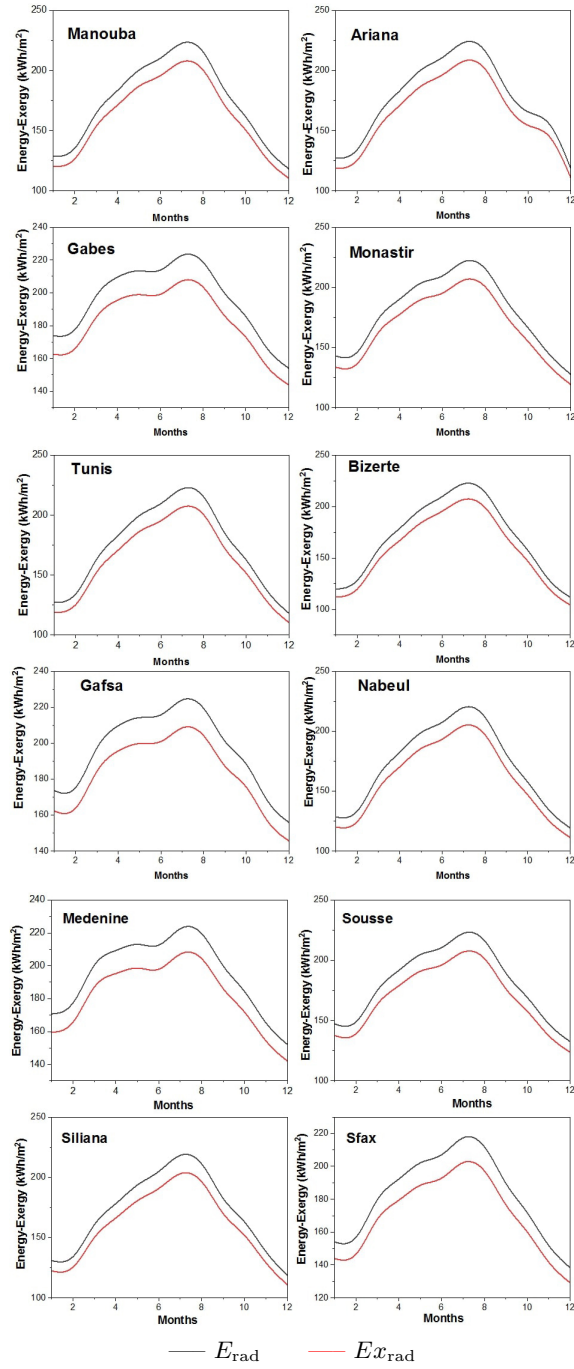 Manouba
Energy-Exergy (kWh/m²)
250
200
150
100
2 4 6 8 10 12
Months
Ariana
Energy-Exergy (kWh/m²)
250
200
150
100
2 4 6 8 10 12
Months
Gabes
Energy-Exergy (kWh/m²)
240
220
200
180
160
140
2 4 6 8 10 12
Months
Monastir
Energy-Exergy (kWh/m²)
250
200
150
100
2 4 6 8 10 12
Months
Tunis
Energy-Exergy (kWh/m²)
250
200
150
100
2 4 6 8 10 12
Months
Bizerte
Energy-Exergy (kWh/m²)
250
200
150
100
2 4 6 8 10 12
Months
Gafsa
Energy-Exergy (kWh/m²)
240
220
200
180
160
140
2 4 6 8 10 12
Months
Nabeul
Energy-Exergy (kWh/m²)
250
200
150
100
2 4 6 8 10 12
Months
Medenine
Energy-Exergy (kWh/m²)
240
220
200
180
160
140
2 4 6 8 10 12
Months
Sousse
Energy-Exergy (kWh/m²)
250
200
150
100
2 4 6 8 10 12
Months
Siliana
Energy-Exergy (kWh/m²)
250
200
150
100
2 4 6 8 10 12
Months
Sfax
Energy-Exergy (kWh/m²)
220
200
180
160
140
120
2 4 6 8 10 12
Months
— E_rad — Ex_rad